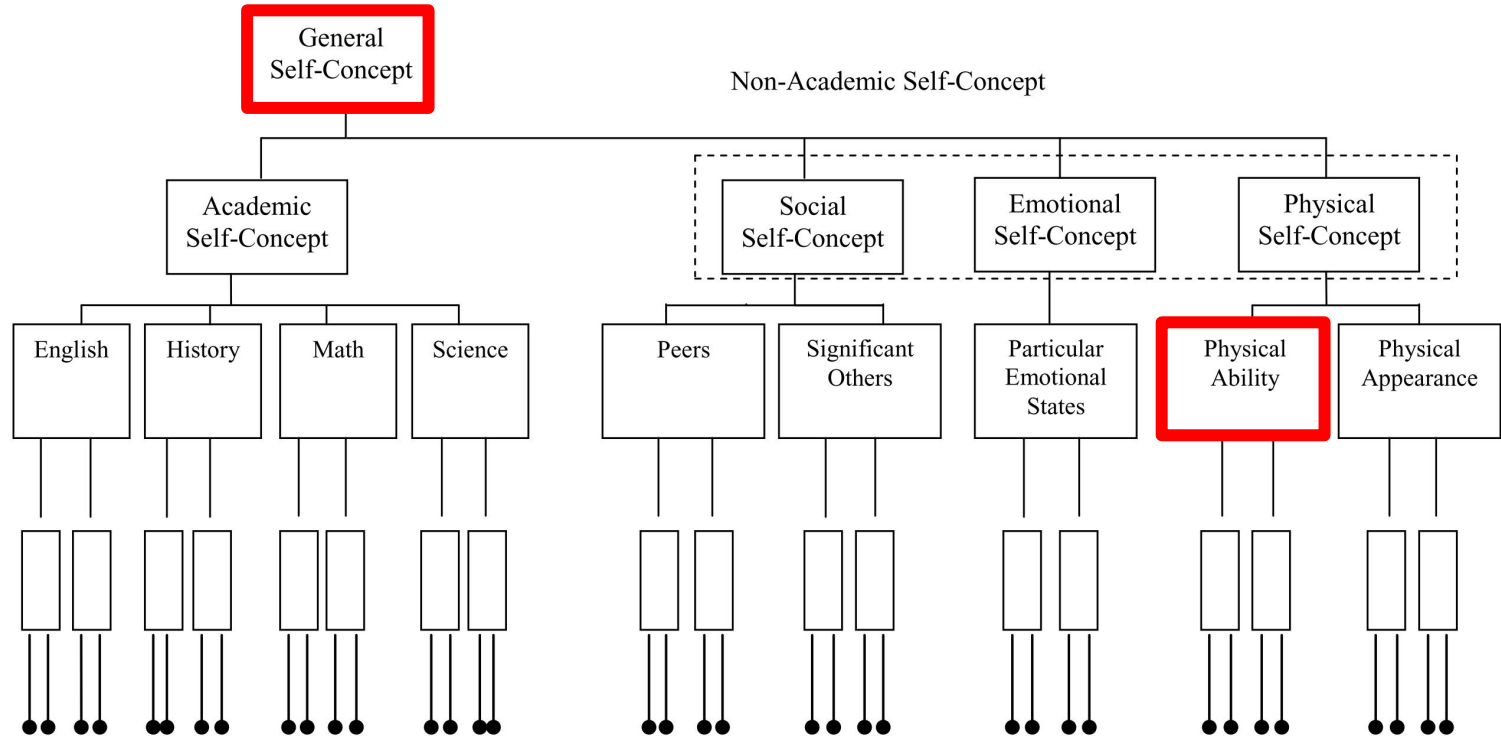 General
Self-Concept
Non-Academic Self-Concept
Academic
Self-Concept
Social
Self-Concept
Emotional
Self-Concept
Physical
Self-Concept
English
History
Math
Science
Peers
Significant
Others
Particular
Emotional
States
Physical
Ability
Physical
Appearance